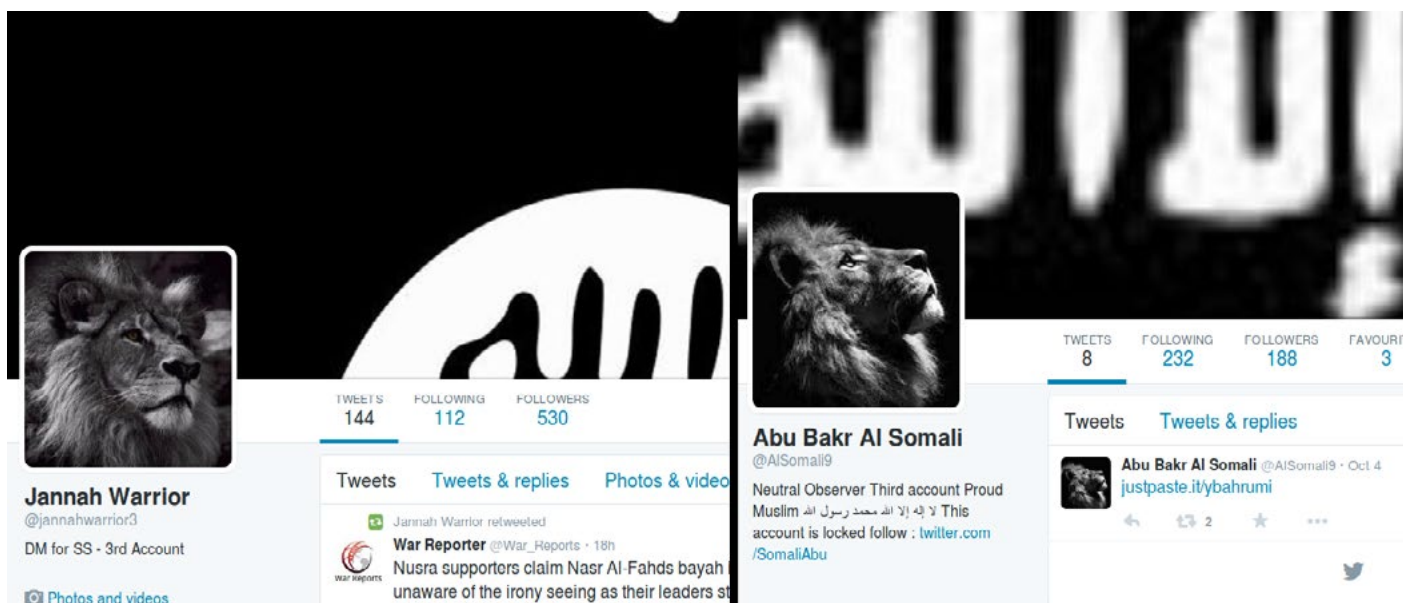 TWEETS FOLLOWING FOLLOWERS
144 112 530
Jannah Warrior
@jannahwarrior3
DM for SS - 3rd Account
Photos and videos
Tweets Tweets & replies Photos & video
Jannah Warrior retweeted
War Reporter @War_Reports · 18h
War Reports
Nusra supporters claim Nasr Al-Fahds bayah
unaware of the irony seeing as their leaders
الله
TWEETS FOLLOWING FOLLOWERS
8 232 188 3
Abu Bakr Al Somali
@AlSomali9
Neutral Observer Third account Proud
Muslim لا إله إلا الله محمد رسول الله This
account is locked follow : twitter.com
/SomaliAbu
Tweets Tweets & replies
Abu Bakr Al Somali @AlSomali9 · Oct 4
justpaste.it/ybahrumi
2